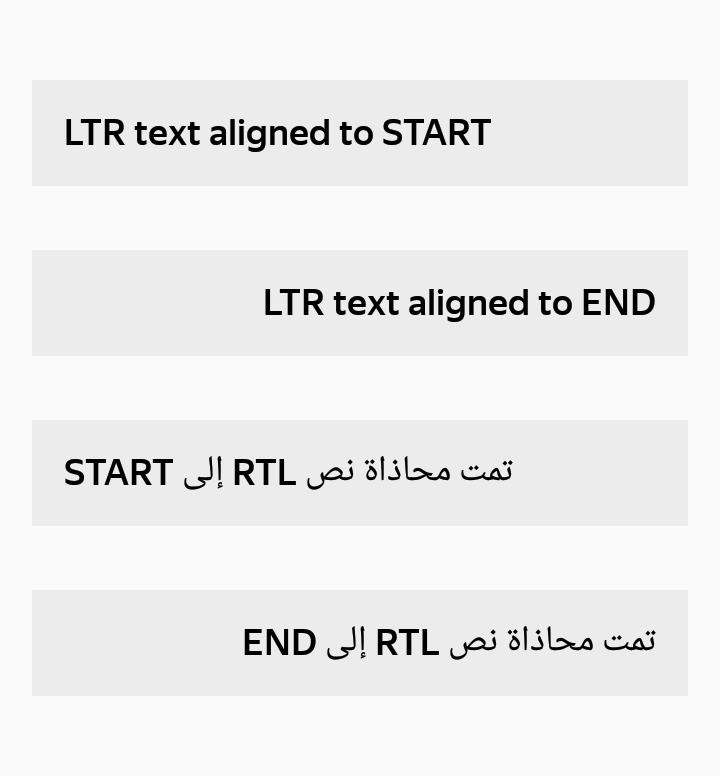 LTR text aligned to START
LTR text aligned to END
تمت محاذاة نص RTL إلى START
تمت محاذاة نص RTL إلى END